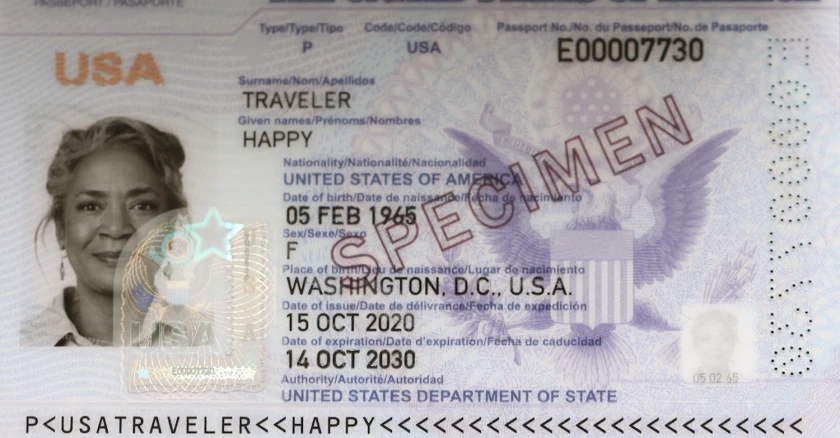 PASSEPORT / PASAPORTE
Type/Type/Tipo Code/Code/Código Passport No./No. du Passeport/No. de Pasaporte
P USA E00007730
USA
Surname/Nom/Apellidos
TRAVELER
Given names/Prénoms/Nombres
HAPPY
Nationality/Nationalité/Nacionalidad
UNITED STATES OF AMERICA
Date of birth/Date de naissance/Fecha de nacimiento
05 FEB 1965
Sex/Sexe/Sexo
F
Place of birth/Lieu de naissance/Lugar de nacimiento
WASHINGTON, D.C., U.S.A.
Date of issue/Date de délivrance/Fecha de expedición
15 OCT 2020
Date of expiration/Date d'expiration/Fecha de caducidad
14 OCT 2030
Authority/Autorité/Autoridad
UNITED STATES DEPARTMENT OF STATE
SPECIMEN
USA
05 02 65
E00007730
P<USATRAVELER<<HAPPY<<<<<<<<<<<<<<<<<<<<<<<<